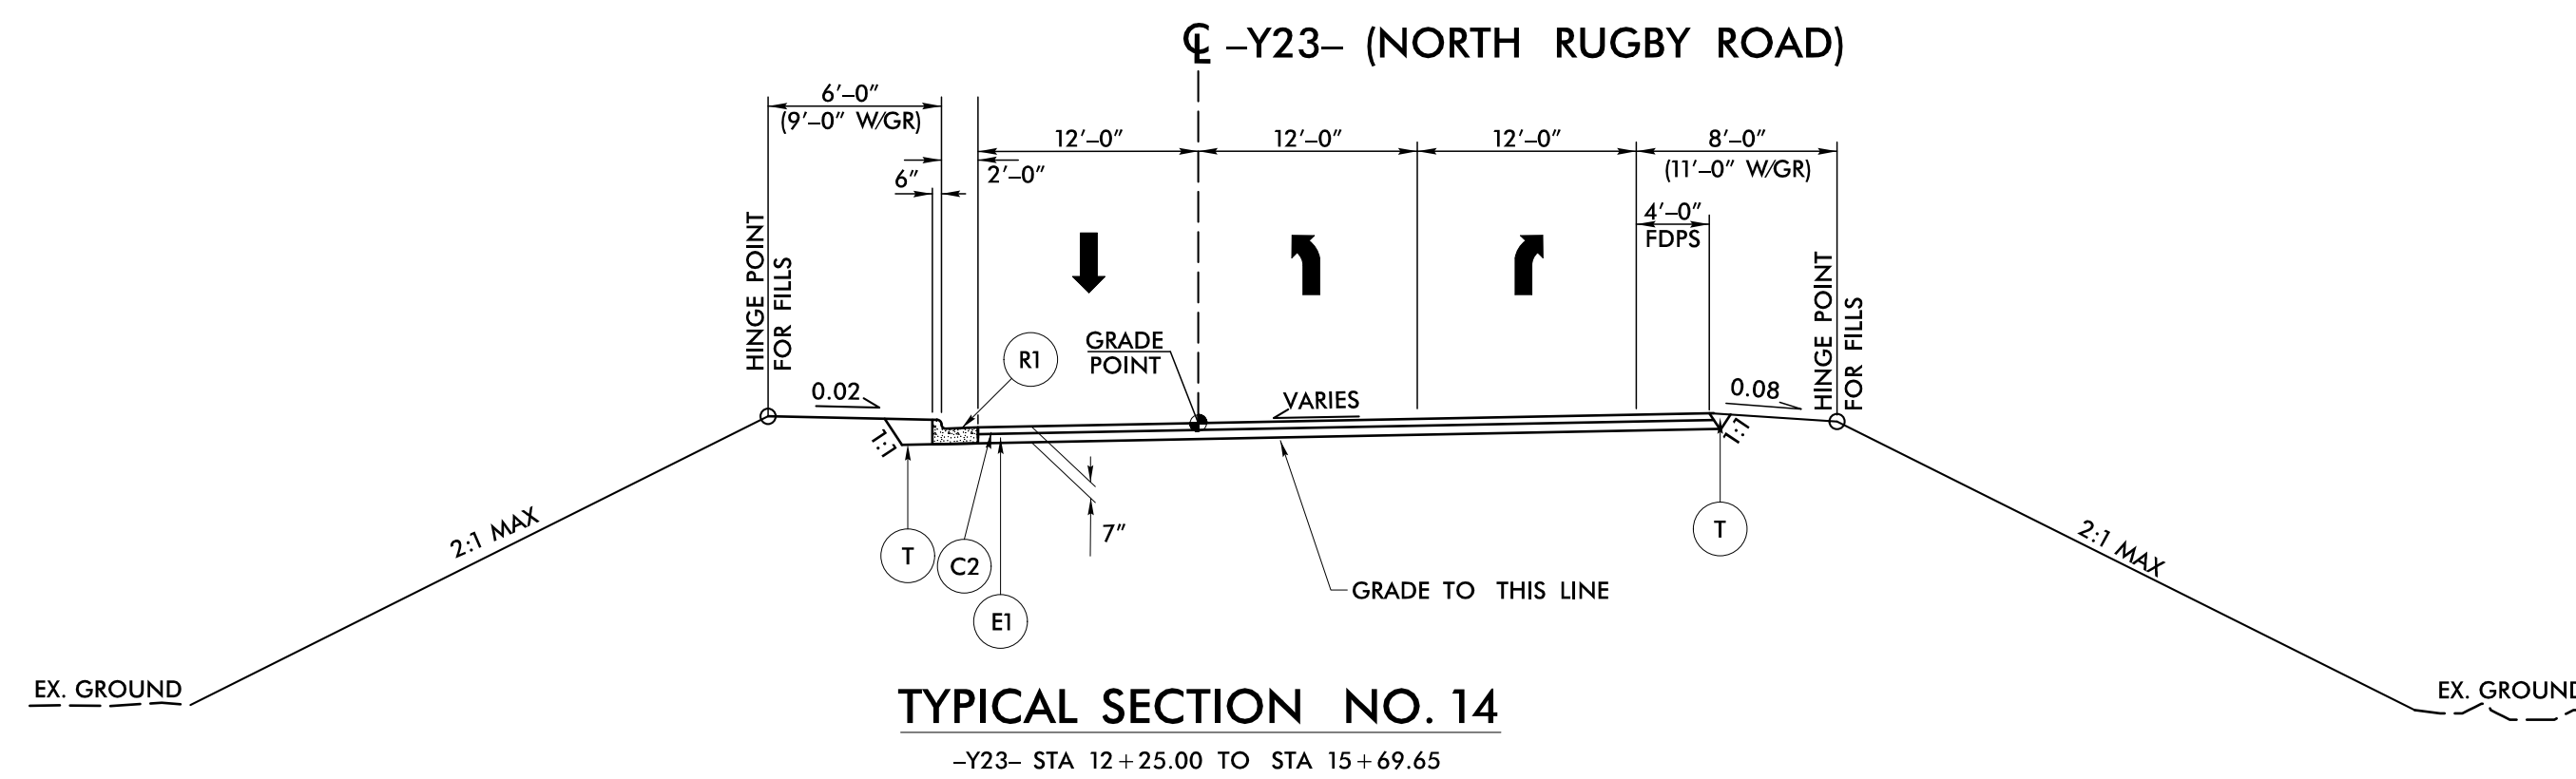 ℄ –Y23– (NORTH RUGBY ROAD)
6'–0"
(9'–0" W/GR)
12'–0"
12'–0"
12'–0"
8'–0"
(11'–0" W/GR)
6"
2'–0"
4'–0"
FDPS
HINGE POINT
FOR FILLS
HINGE POINT
FOR FILLS
R1
GRADE
POINT
0.02
VARIES
0.08
1:1
1:1
2:1 MAX
T
C2
E1
7"
T
2:1 MAX
GRADE TO THIS LINE
EX. GROUND
EX. GROUND
TYPICAL SECTION NO. 14
–Y23– STA 12+25.00 TO STA 15+69.65